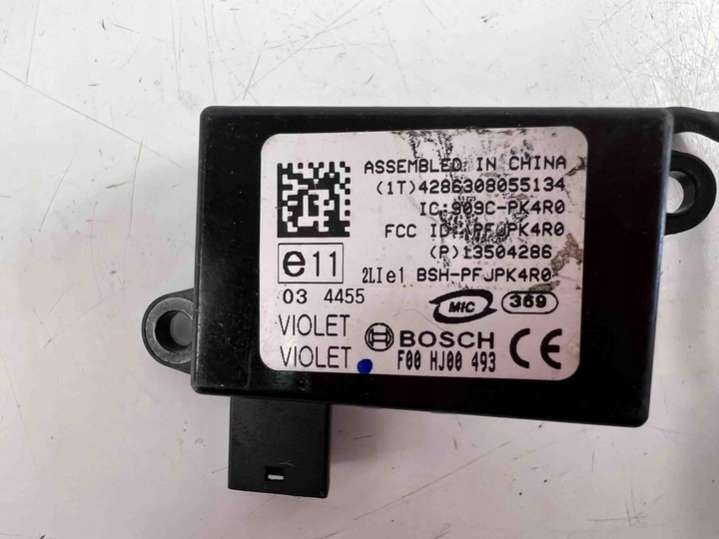 ASSEMBLED IN CHINA
(1T)4286308055134
IC:909C-PK4R0
FCC ID: PFJPK4R0
(P)13504286
2LIe1 BSH-PFJPK4R0
e11
03 4455
MIC 369
VIOLET
VIOLET
BOSCH
F00 HJ00 493
CE